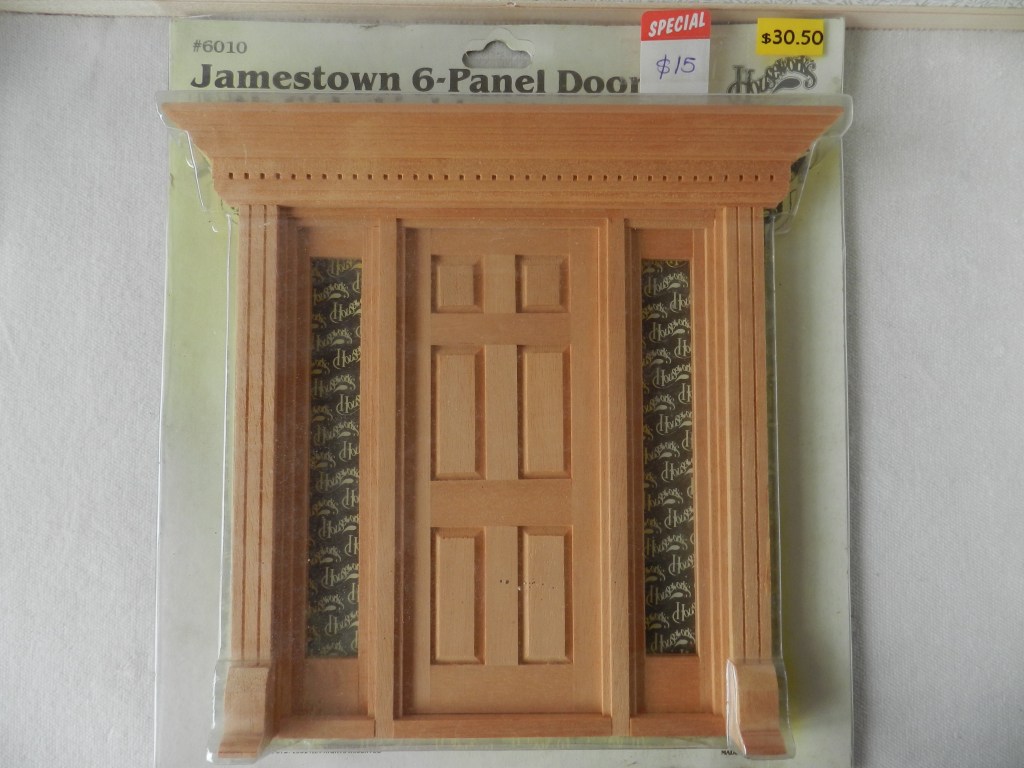 #6010
SPECIAL
$15
$30.50
Jamestown 6-Panel Door
Houseworks